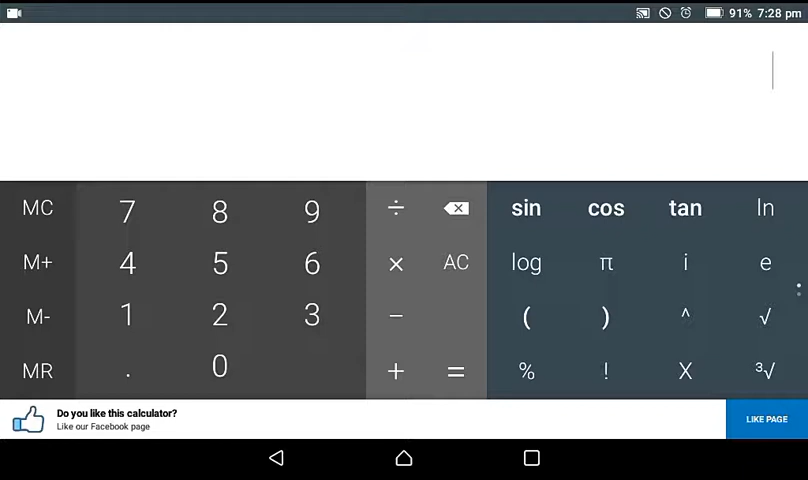 91% 7:28 pm
MC 7 8 9 ÷ sin cos tan ln
M+ 4 5 6 × AC log π i e
M- 1 2 3 − ( ) ^ √
MR . 0 + = % ! X ³√
Do you like this calculator?
Like our Facebook page
LIKE PAGE